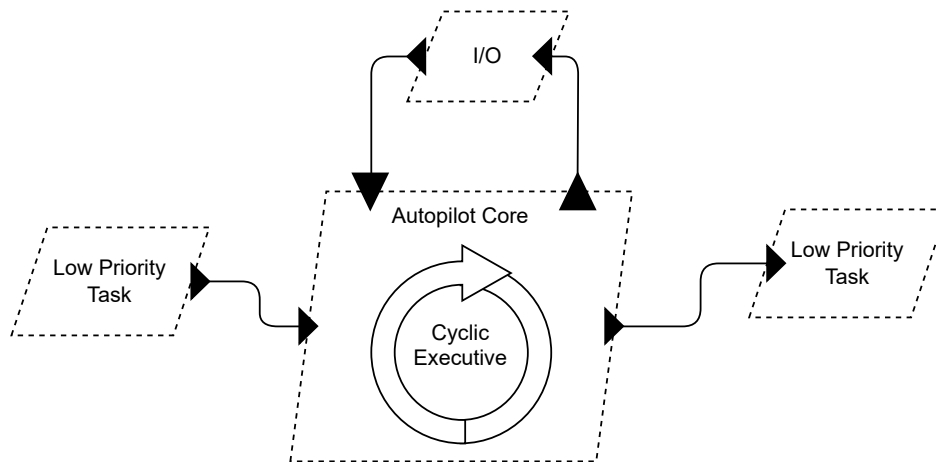 I/O
Autopilot Core
Low Priority
Task
Cyclic
Executive
Low Priority
Task